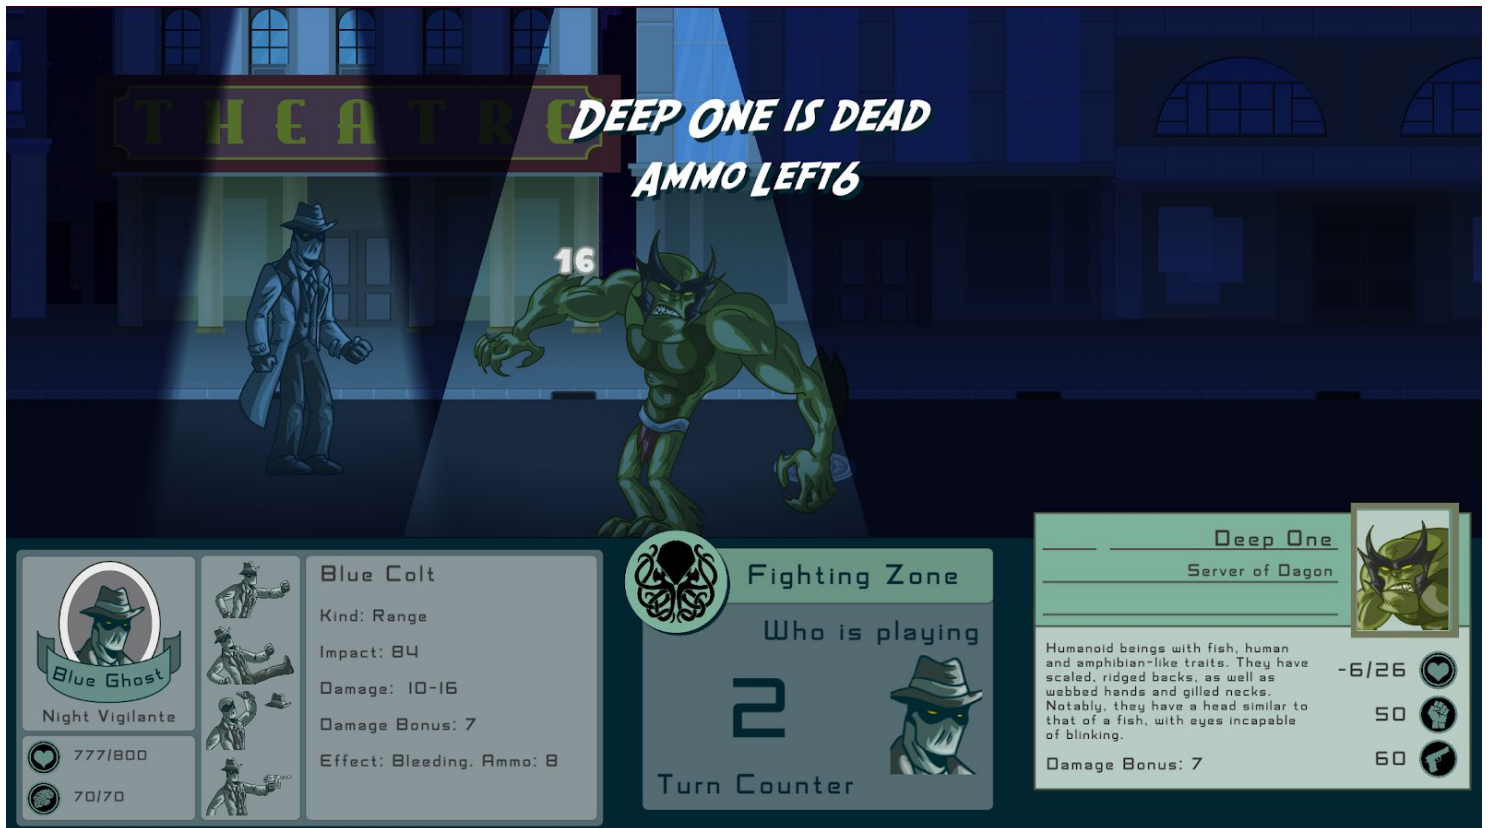 THEATRE
DEEP ONE IS DEAD
AMMO LEFT6
16
Blue Ghost
Night Vigilante
777/800
70/70
Blue Colt
Kind: Range
Impact: 84
Damage: 10-16
Damage Bonus: 7
Effect: Bleeding. Ammo: 8
Fighting Zone
Who is playing
2
Turn Counter
Deep One
Server of Dagon
Humanoid beings with fish, human
and amphibian-like traits. They have
scaled, ridged backs, as well as
webbed hands and gilled necks.
Notably, they have a head similar to
that of a fish, with eyes incapable
of blinking.
Damage Bonus: 7
-6/26
50
60